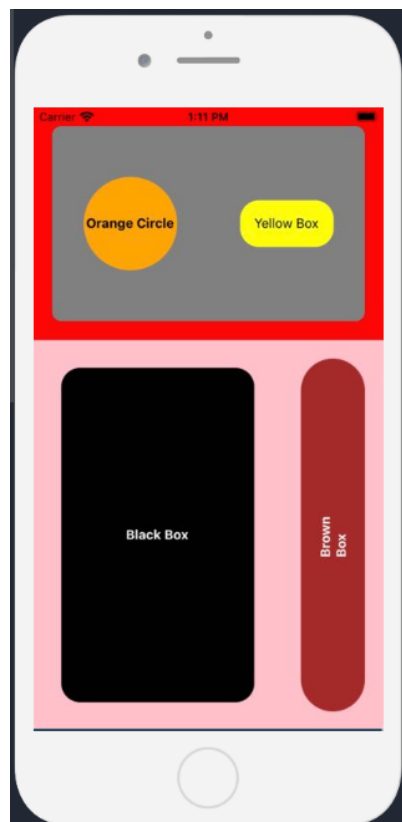 Carrier 1:11 PM
Orange Circle
Yellow Box
Black Box
Brown
Box